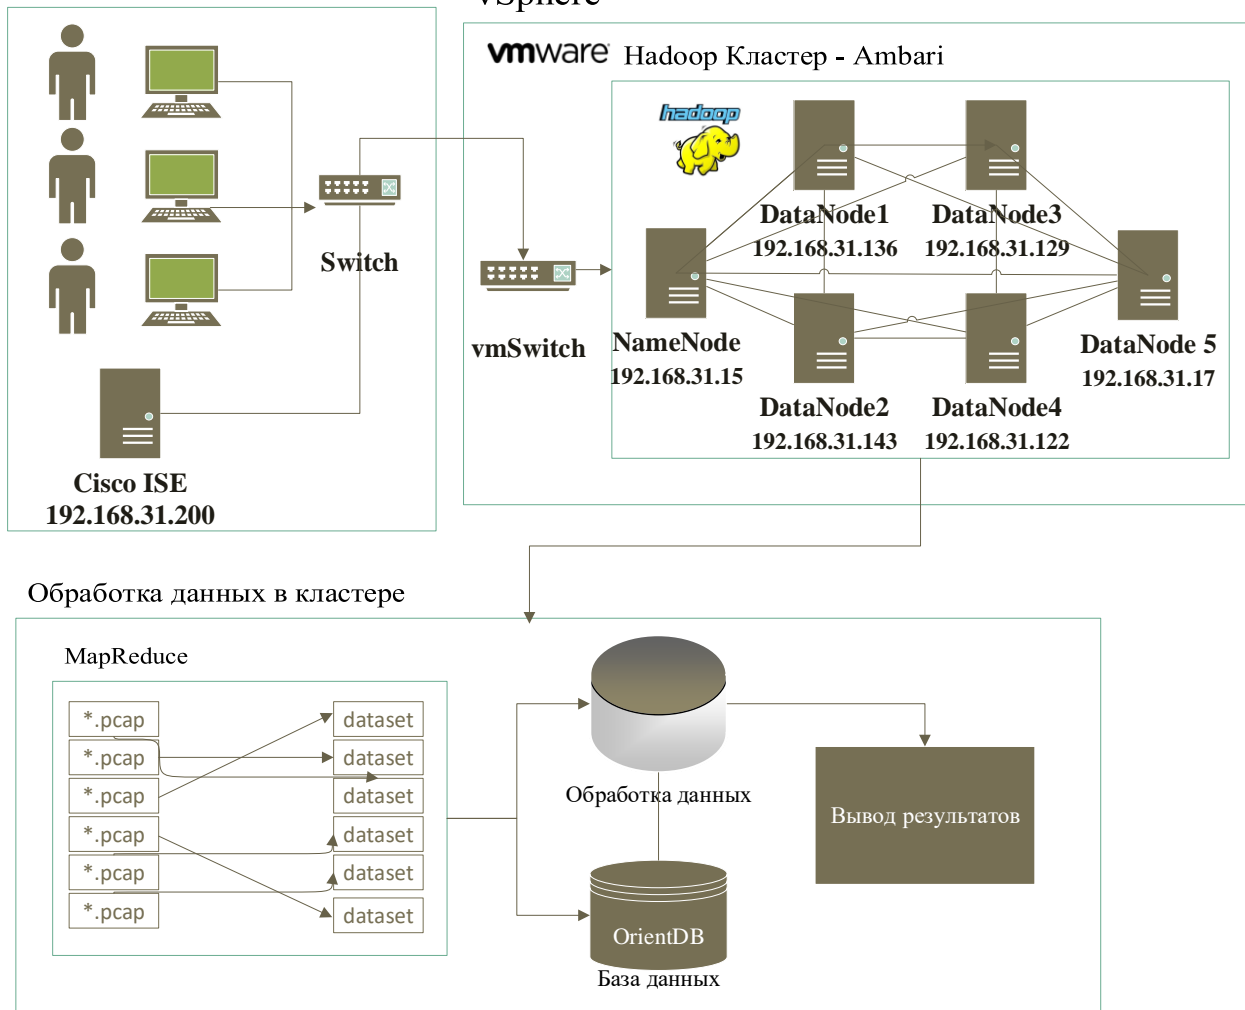 vSphere
vmware
Hadoop Кластер - Ambari
hadoop
Switch
vmSwitch
DataNode1
192.168.31.136
DataNode3
192.168.31.129
NameNode
192.168.31.15
DataNode 5
192.168.31.17
DataNode2
192.168.31.143
DataNode4
192.168.31.122
Cisco ISE
192.168.31.200
Обработка данных в кластере
MapReduce
*.pcap
dataset
*.pcap
dataset
*.pcap
dataset
*.pcap
dataset
*.pcap
dataset
*.pcap
dataset
Обработка данных
Вывод результатов
OrientDB
База данных